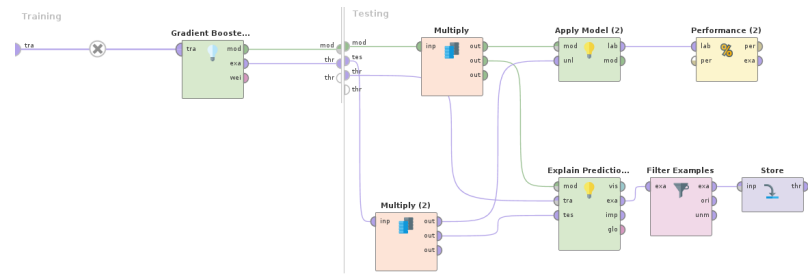 Training
Testing
tra
Gradient Booste...
tra
mod
exa
wei
mod
thr
thr
mod
tes
thr
thr
Multiply
inp
out
out
out
Apply Model (2)
mod
lab
unl
mod
Performance (2)
lab
per
per
exa
Multiply (2)
inp
out
out
out
Explain Predictio...
mod
vis
tra
exa
tes
imp
glo
Filter Examples
exa
exa
ori
unm
Store
inp
thr